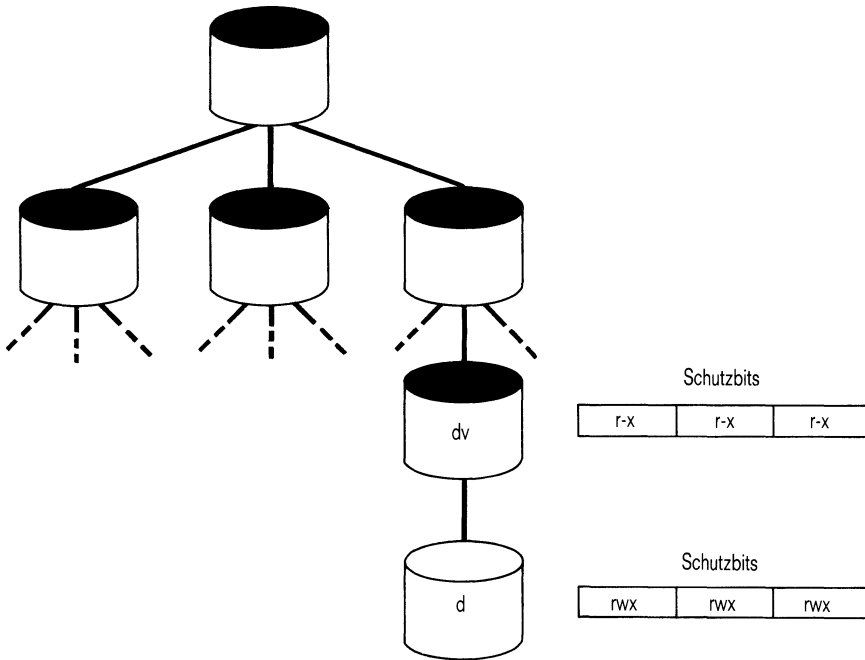 Schutzbits
dv
r-x r-x r-x
Schutzbits
d
rwx rwx rwx